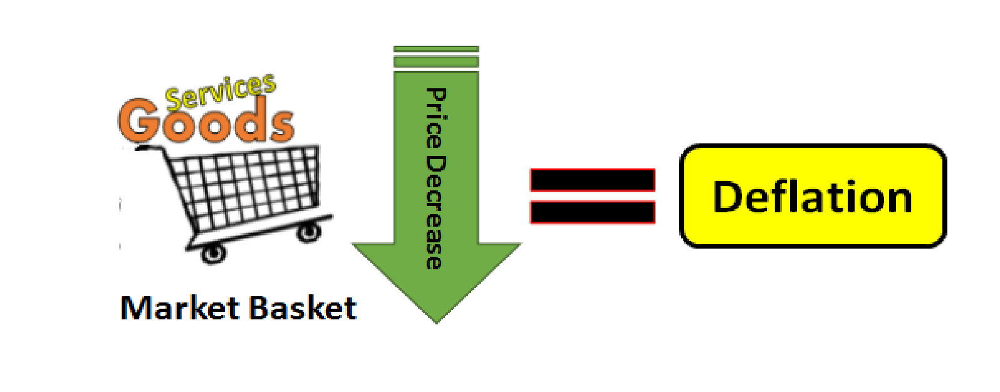 Services
Goods
Market Basket
Price Decrease
Deflation